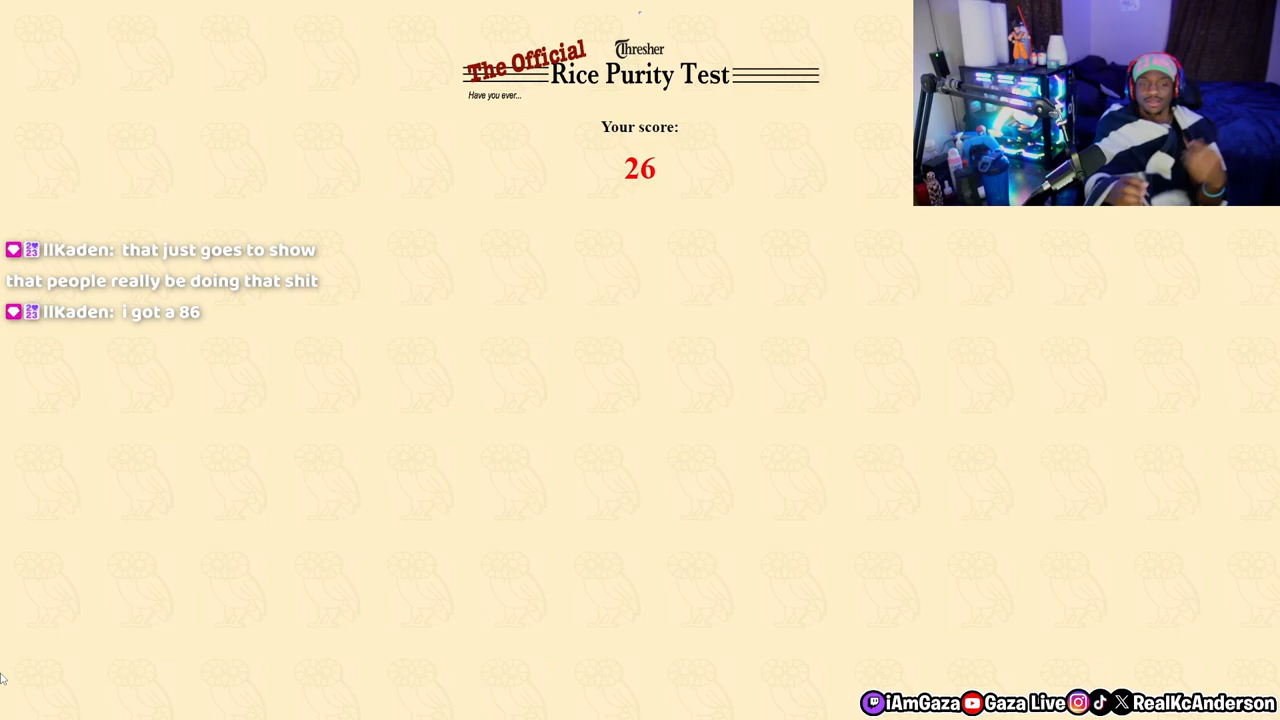 The Official
Thresher
Rice Purity Test
Have you ever...
Your score:
26
llKaden: that just goes to show
that people really be doing that shit
llKaden: i got a 86
iAmGaza Gaza Live RealKcAnderson